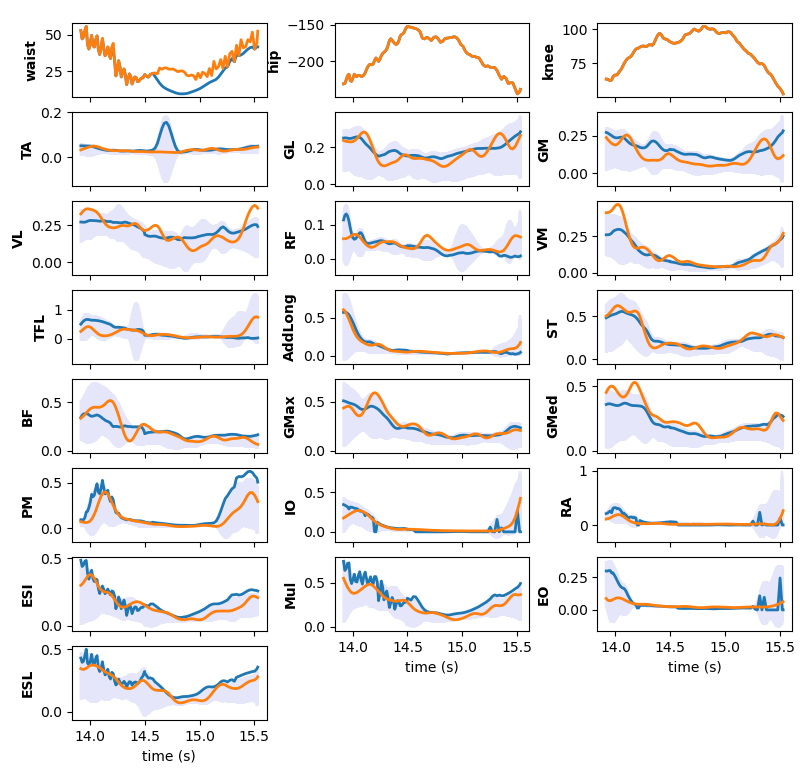 waist
50
25
hip
−150
−200
knee
100
75
TA
0.2
0.0
GL
0.2
0.0
GM
0.25
0.00
VL
0.25
0.00
RF
0.1
0.0
VM
0.25
0.00
TFL
1
0
AddLong
0.5
0.0
ST
0.5
0.0
BF
0.5
0.0
GMax
0.5
0.0
GMed
0.5
0.0
PM
0.5
0.0
IO
0.5
0.0
RA
1
0
ESI
0.5
0.0
Mul
0.5
0.0
EO
0.25
0.00
14.0 14.5 15.0 15.5
time (s)
14.0 14.5 15.0 15.5
time (s)
ESL
0.5
0.0
14.0 14.5 15.0 15.5
time (s)